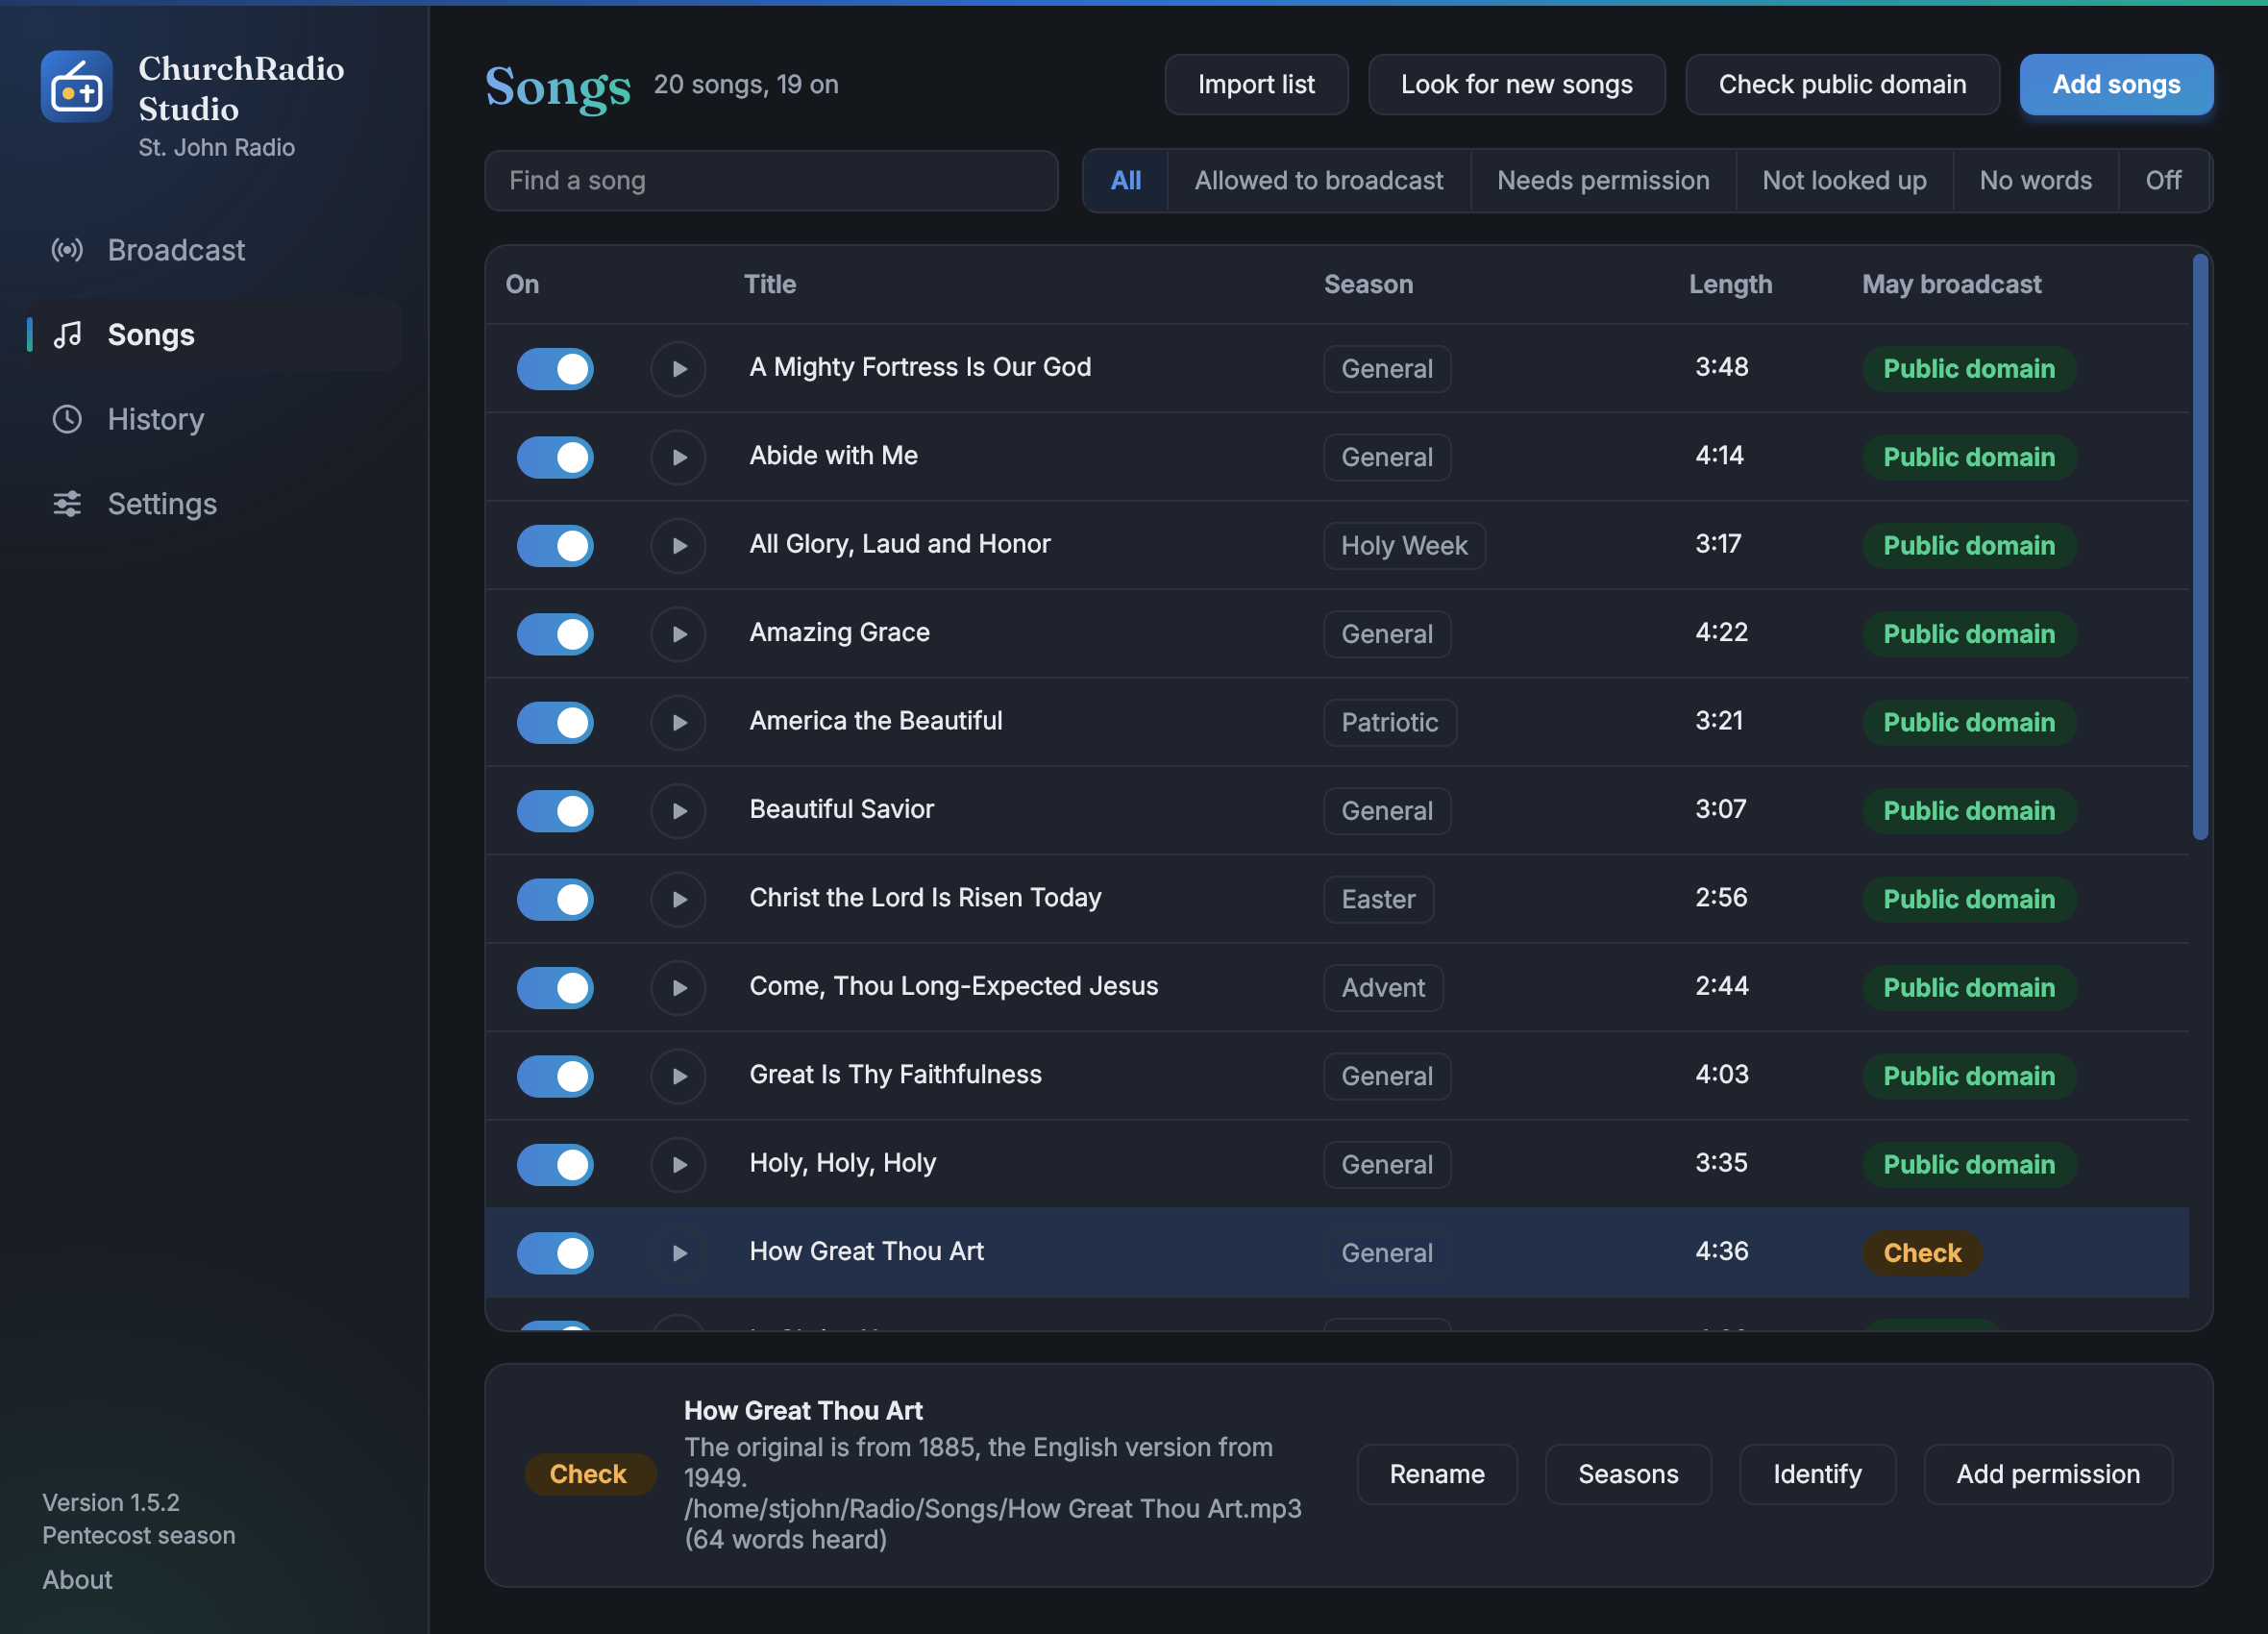 ChurchRadio
Studio
St. John Radio
Broadcast
Songs
History
Settings
Version 1.5.2
Pentecost season
About
Songs 20 songs, 19 on
Import list Look for new songs Check public domain Add songs
Find a song
All Allowed to broadcast Needs permission Not looked up No words Off
On Title Season Length May broadcast
A Mighty Fortress Is Our God General 3:48 Public domain
Abide with Me General 4:14 Public domain
All Glory, Laud and Honor Holy Week 3:17 Public domain
Amazing Grace General 4:22 Public domain
America the Beautiful Patriotic 3:21 Public domain
Beautiful Savior General 3:07 Public domain
Christ the Lord Is Risen Today Easter 2:56 Public domain
Come, Thou Long-Expected Jesus Advent 2:44 Public domain
Great Is Thy Faithfulness General 4:03 Public domain
Holy, Holy, Holy General 3:35 Public domain
How Great Thou Art General 4:36 Check
How Great Thou Art
The original is from 1885, the English version from
1949.
/home/stjohn/Radio/Songs/How Great Thou Art.mp3
(64 words heard)
Check
Rename Seasons Identify Add permission